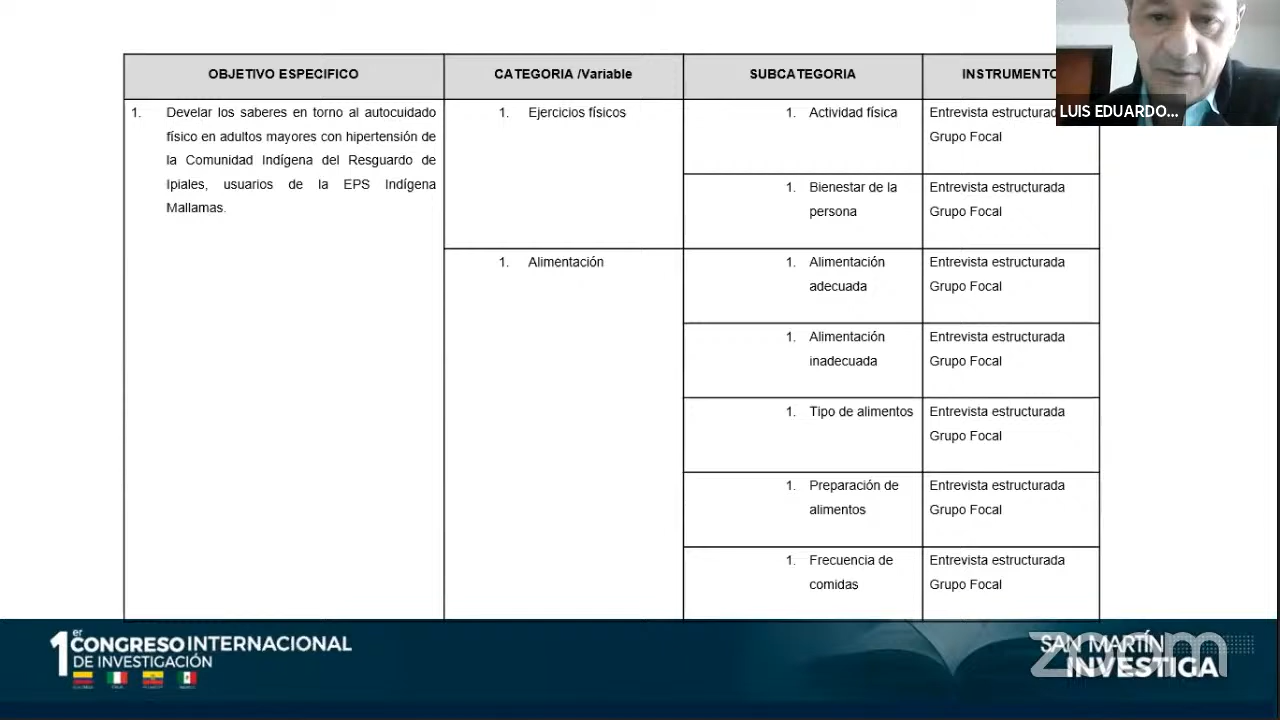 OBJETIVO ESPECIFICO
CATEGORIA /Variable
SUBCATEGORIA
INSTRUMENTO
LUIS EDUARDO...
1. Develar los saberes en torno al autocuidado
físico en adultos mayores con hipertensión de
la Comunidad Indígena del Resguardo de
Ipiales, usuarios de la EPS Indígena
Mallamas.
1. Ejercicios físicos
1. Actividad física
Entrevista estructurada
Grupo Focal
1. Bienestar de la
persona
Entrevista estructurada
Grupo Focal
1. Alimentación
1. Alimentación
adecuada
Entrevista estructurada
Grupo Focal
1. Alimentación
inadecuada
Entrevista estructurada
Grupo Focal
1. Tipo de alimentos
Entrevista estructurada
Grupo Focal
1. Preparación de
alimentos
Entrevista estructurada
Grupo Focal
1. Frecuencia de
comidas
Entrevista estructurada
Grupo Focal
1er CONGRESO INTERNACIONAL
DE INVESTIGACIÓN
SAN MARTÍN
INVESTIGA
zoom